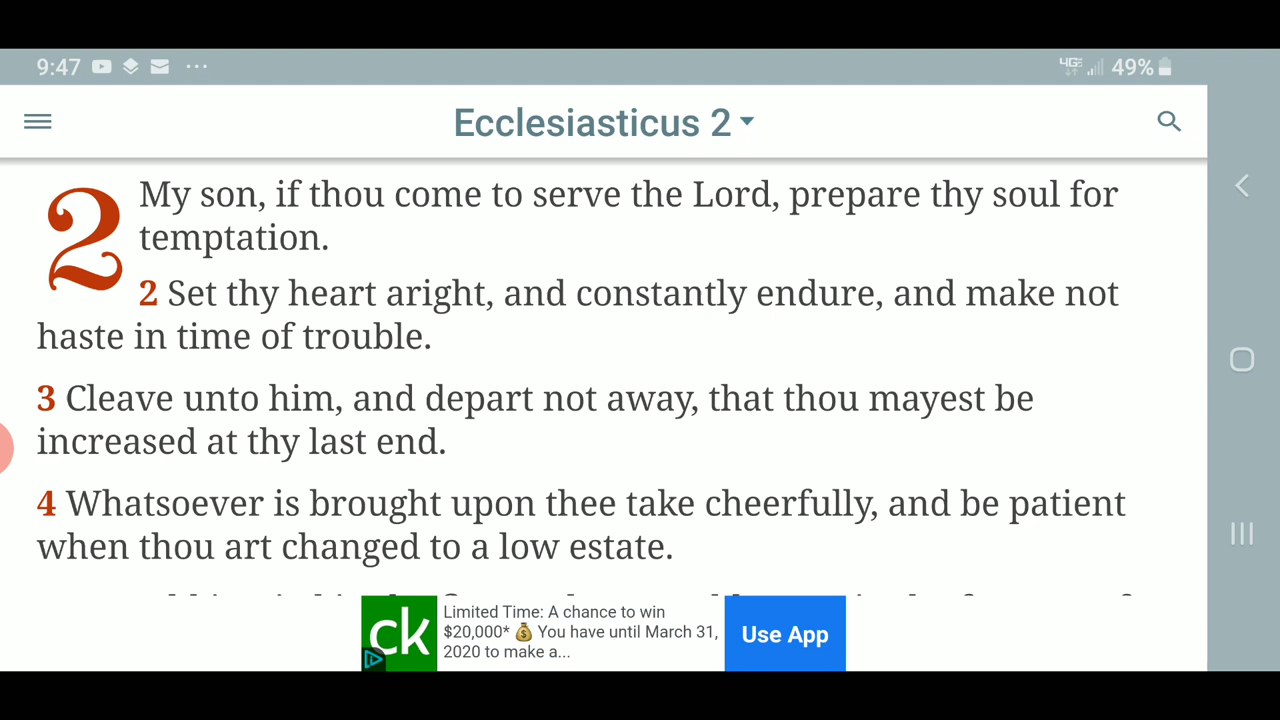 9:47 ... 4GE 49%
Ecclesiasticus 2
2 My son, if thou come to serve the Lord, prepare thy soul for
temptation.
2 Set thy heart aright, and constantly endure, and make not
haste in time of trouble.
3 Cleave unto him, and depart not away, that thou mayest be
increased at thy last end.
4 Whatsoever is brought upon thee take cheerfully, and be patient
when thou art changed to a low estate.
ck
Limited Time: A chance to win
$20,000* 💰 You have until March 31,
2020 to make a...
Use App